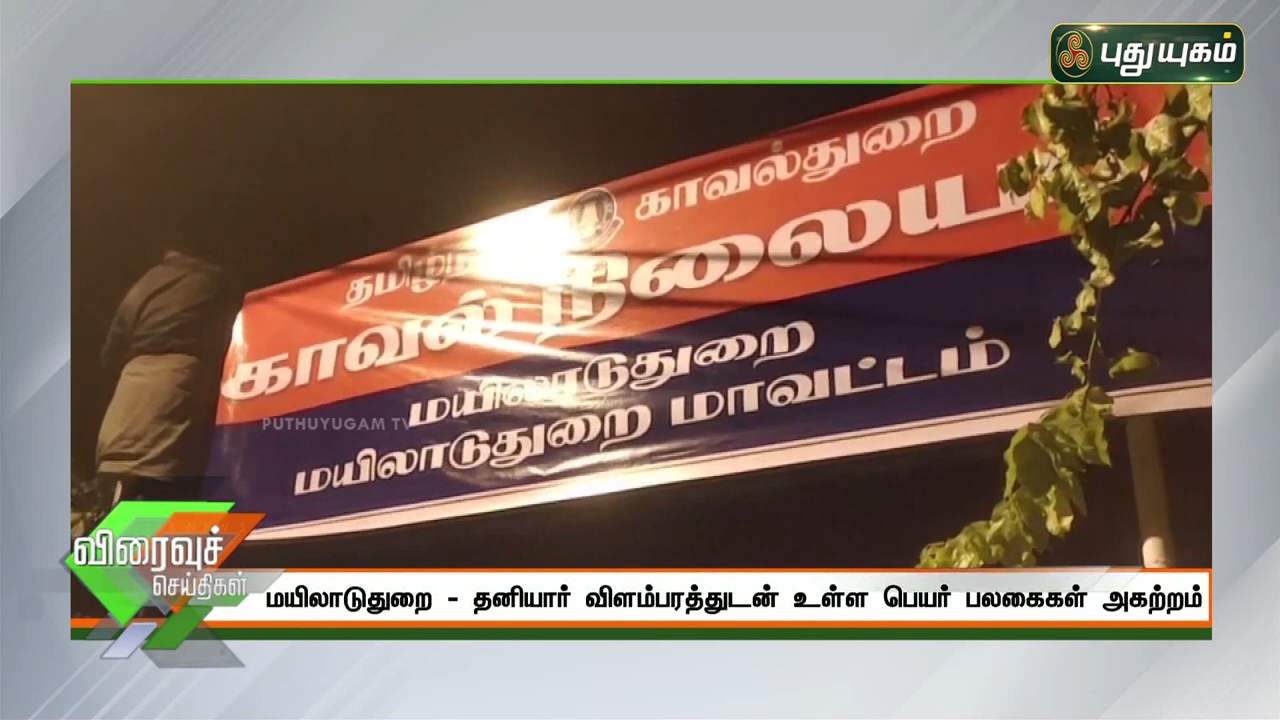 புதுயுகம்
காவல்துறை
காவல் நிலைய
மயிலாடுதுறை
மயிலாடுதுறை மாவட்டம்
PUTHUYUGAM TV
விரைவுச்
செய்திகள்
மயிலாடுதுறை - தனியார் விளம்பரத்துடன் உள்ள பெயர் பலகைகள் அகற்றம்